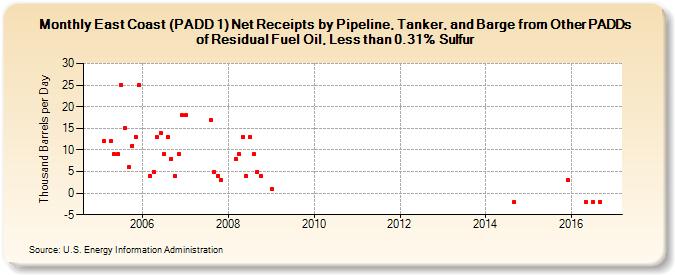 Monthly East Coast (PADD 1) Net Receipts by Pipeline, Tanker, and Barge from Other PADDs
of Residual Fuel Oil, Less than 0.31% Sulfur
Thousand Barrels per Day
30
25
20
15
10
5
0
-5
2006 2008 2010 2012 2014 2016
Source: U.S. Energy Information Administration